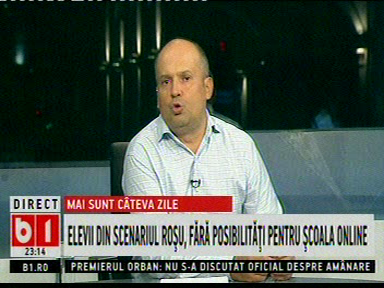 MAI SUNT CÂTEVA ZILE
DIRECT
b1
ELEVII DIN SCENARIUL ROȘU, FĂRĂ POSIBILITĂȚI PENTRU ȘCOALA ONLINE
23:14
B1.RO
PREMIERUL ORBAN: NU S-A DISCUTAT OFICIAL DESPRE AMÂNARE